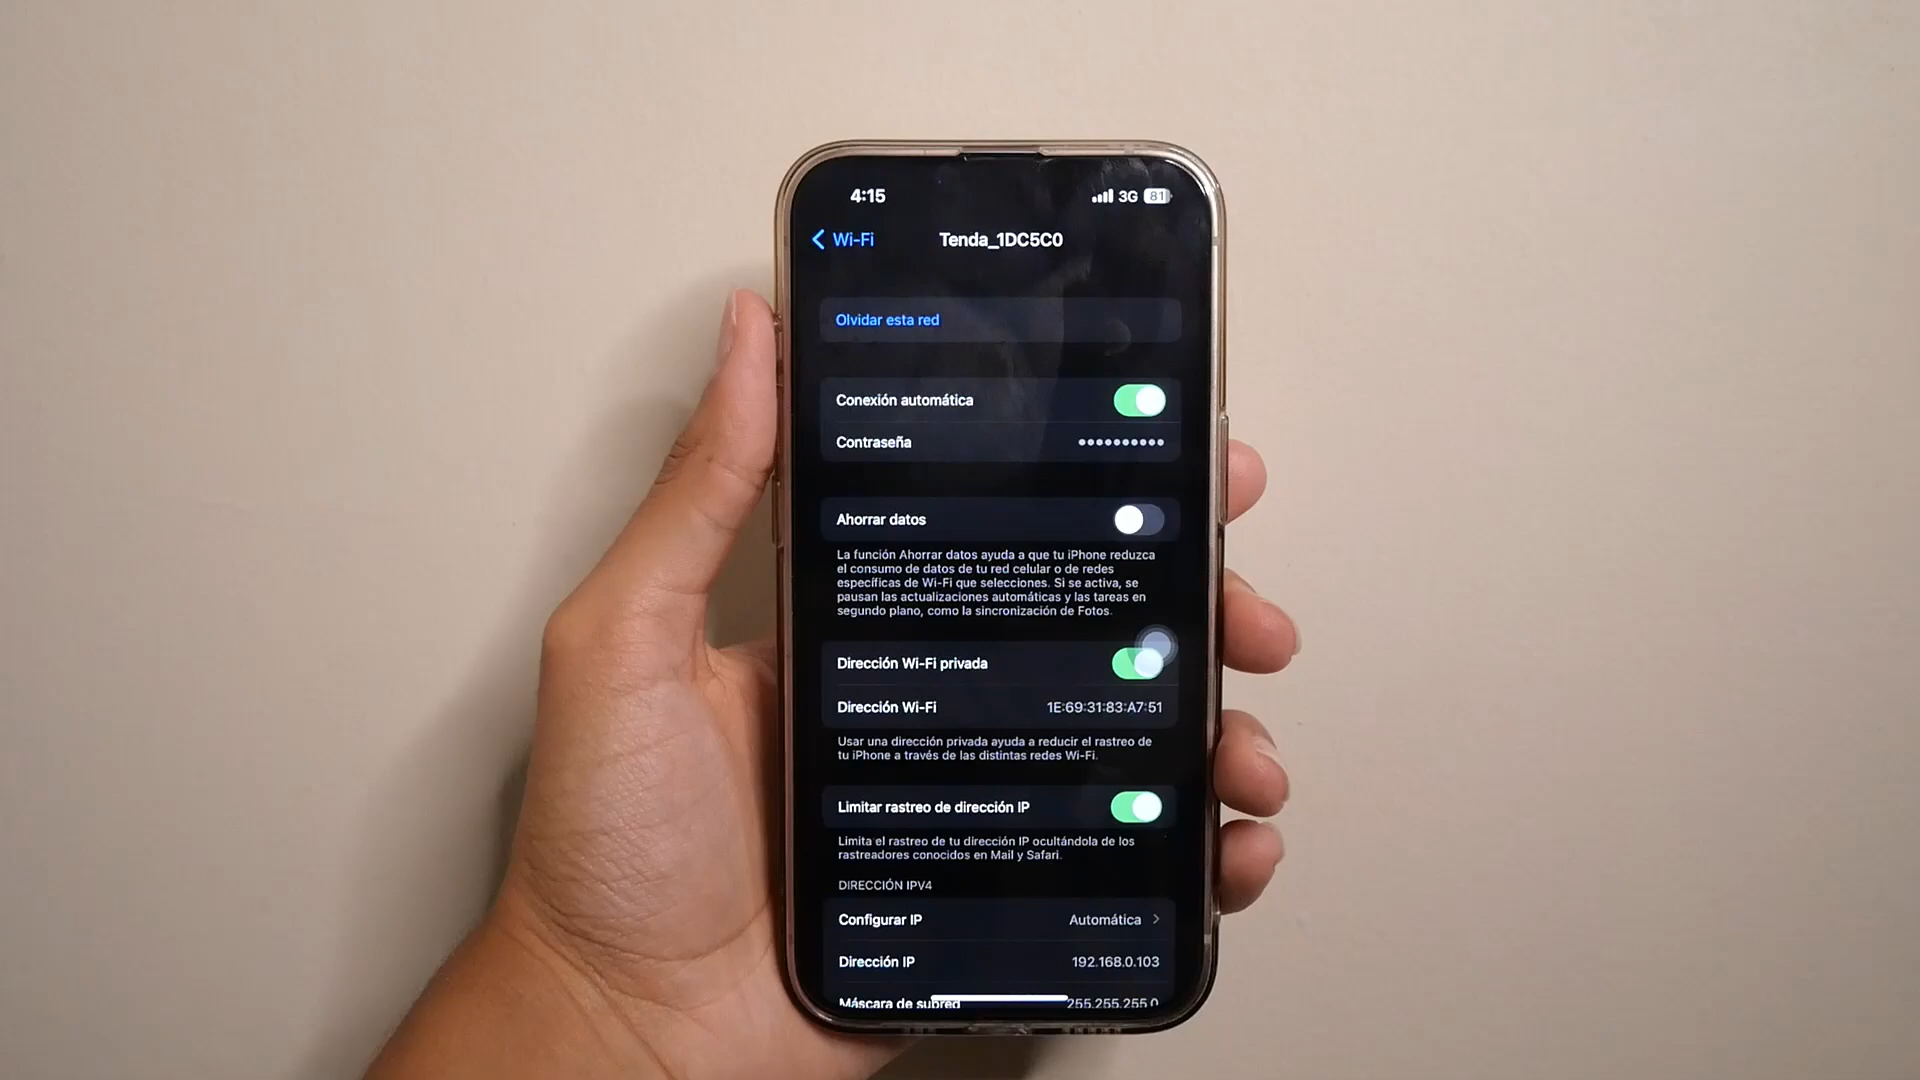 4:15 3G 81
Wi-Fi Tenda_1DC5C0
Olvidar esta red
Conexión automática
Contraseña ••••••••••
Ahorrar datos
La función Ahorrar datos ayuda a que tu iPhone reduzca
el consumo de datos de tu red celular o de redes
específicas de Wi-Fi que selecciones. Si se activa, se
pausan las actualizaciones automáticas y las tareas en
segundo plano, como la sincronización de Fotos.
Dirección Wi-Fi privada
Dirección Wi-Fi 1E:69:31:83:A7:51
Usar una dirección privada ayuda a reducir el rastreo de
tu iPhone a través de las distintas redes Wi-Fi.
Limitar rastreo de dirección IP
Limita el rastreo de tu dirección IP ocultándola de los
rastreadores conocidos en Mail y Safari.
DIRECCIÓN IPV4
Configurar IP Automática
Dirección IP 192.168.0.103
Máscara de subred 255.255.255.0